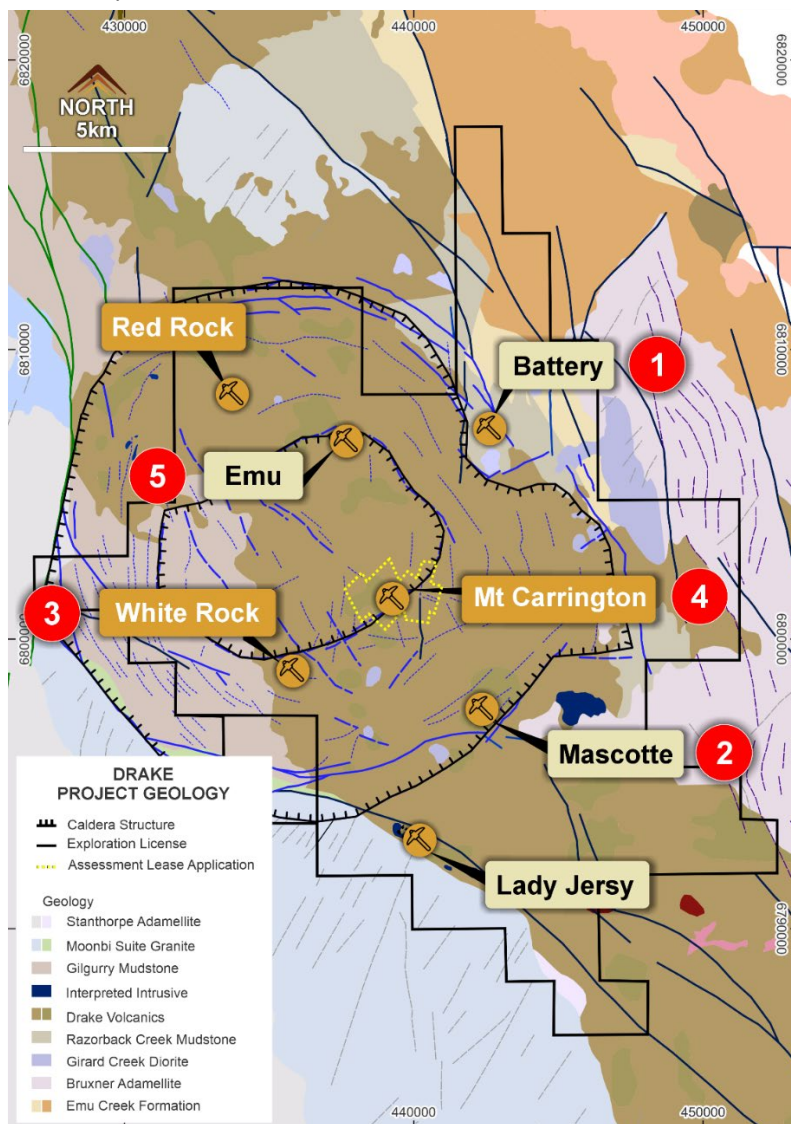 430000
440000
450000
6820000
6820000
NORTH
5km
Red Rock
6810000
6810000
Battery
1
Emu
5
3
White Rock
Mt Carrington
4
6800000
6800000
Mascotte
2
DRAKE
PROJECT GEOLOGY
Caldera Structure
Exploration License
Assessment Lease Application
Lady Jersy
Geology
Stanthorpe Adamellite
Moonbi Suite Granite
Gilgurry Mudstone
Interpreted Intrusive
Drake Volcanics
Razorback Creek Mudstone
Girard Creek Diorite
Bruxner Adamellite
Emu Creek Formation
6790000
440000
450000